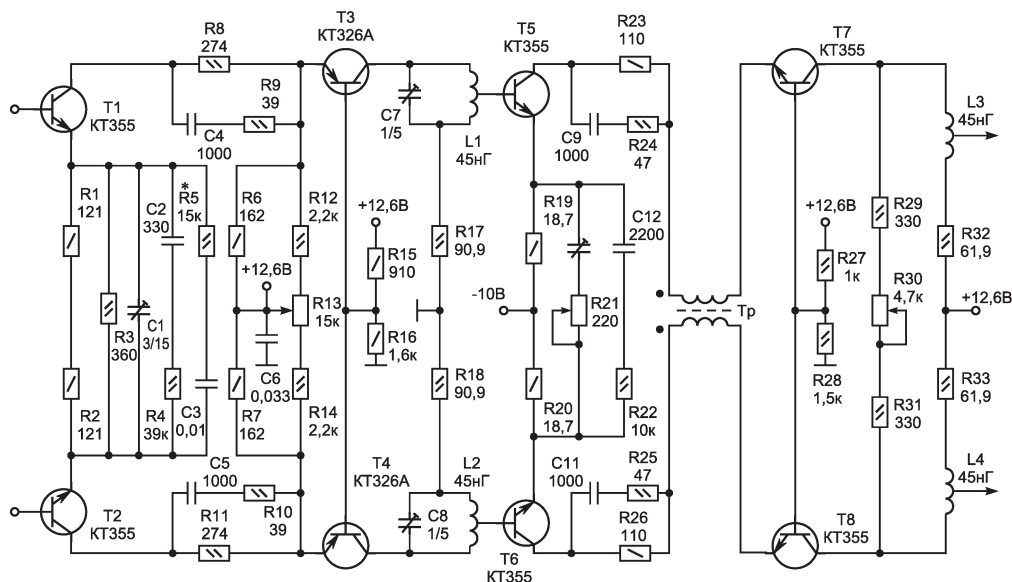 R8
274
T3
КТ326А
T5
КТ355
R23
110
T7
КТ355
T1
КТ355
R9
39
C4
1000
C7
1/5
L1
45нГ
C9
1000
R24
47
L3
45нГ
R1
121
C2
330
*
R5
15к
R6
162
R12
2,2к
+12,6В
R15
910
R17
90,9
R19
18,7
C12
2200
+12,6В
R27
1к
R29
330
R32
61,9
+12,6В
R13
15к
-10В
R21
220
Тр
R30
4,7к
+12,6В
R3
360
C1
3/15
C6
0,033
R16
1,6к
R28
1,5к
R2
121
R4
39к
C3
0,01
R7
162
R14
2,2к
R18
90,9
R20
18,7
R22
10к
R31
330
R33
61,9
T2
КТ355
C5
1000
R11
274
R10
39
T4
КТ326А
L2
45нГ
C8
1/5
C11
1000
R25
47
R26
110
T6
КТ355
T8
КТ355
L4
45нГ